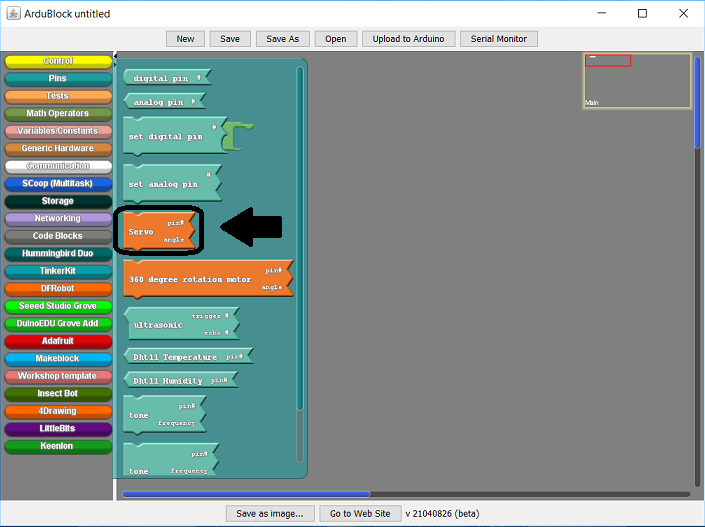 ArduBlock untitled
New Save Save As Open Upload to Arduino Serial Monitor
Control
Pins
Tests
Math Operators
Variables/Constants
Generic Hardware
Communication
SCoop (Multitask)
Storage
Networking
Code Blocks
Hummingbird Duo
TinkerKit
DFRobot
Seeed Studio Grove
DuinoEDU Grove Add
Adafruit
Makeblock
Workshop template
Insect Bot
4Drawing
LittleBits
Keenlon
digital pin #
analog pin #
#
set digital pin
#
set analog pin
pin#
Servo
angle
pin#
360 degree rotation motor
angle
trigger #
ultrasonic
echo #
Dht11 Temperature pin#
Dht11 Humidity pin#
pin#
tone
frequency
tone frequency
Main
Save as image... Go to Web Site v 21040826 (beta)